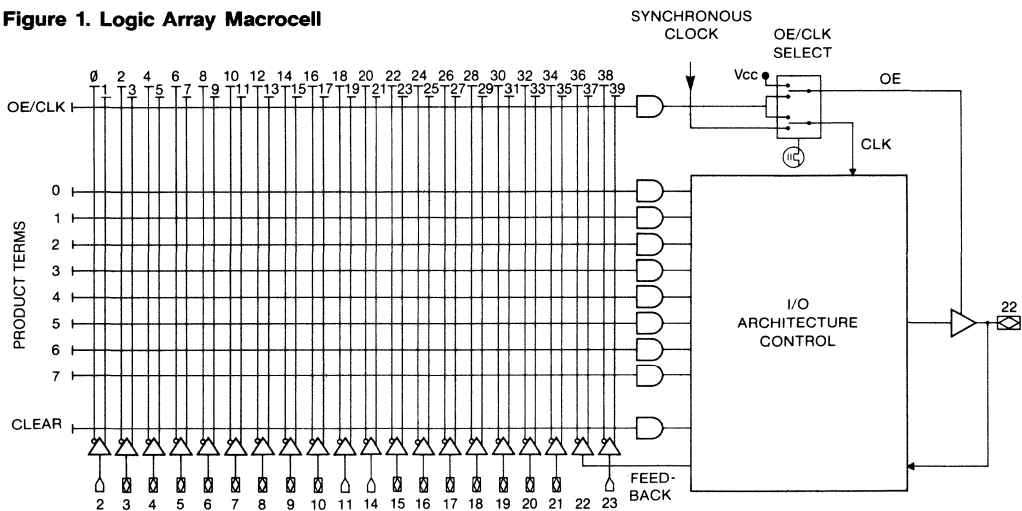 Figure 1. Logic Array Macrocell
SYNCHRONOUS
CLOCK
OE/CLK
SELECT
Vcc
OE
0 2 4 6 8 10 12 14 16 18 20 22 24 26 28 30 32 34 36 38
1 3 5 7 9 11 13 15 17 19 21 23 25 27 29 31 33 35 37 39
OE/CLK
CLK
PRODUCT TERMS
0
1
2
3
4
5
6
7
I/O
ARCHITECTURE
CONTROL
22
CLEAR
FEED-
BACK
2 3 4 5 6 7 8 9 10 11 14 15 16 17 18 19 20 21 22 23